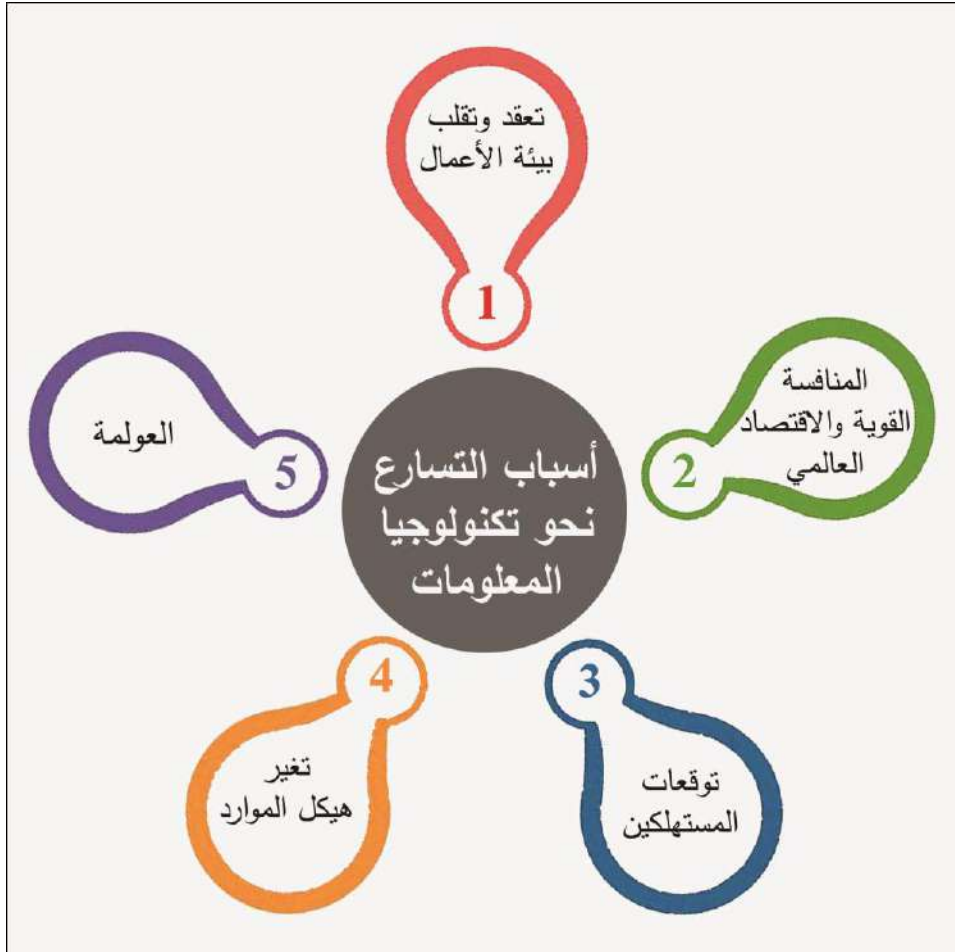 أسباب التسارع
نحو تكنولوجيا
المعلومات
1
تعقد وتقلب
بيئة الأعمال
2
المنافسة
القوية والاقتصاد
العالمي
3
توقعات
المستهلكين
4
تغير
هيكل الموارد
5
العولمة